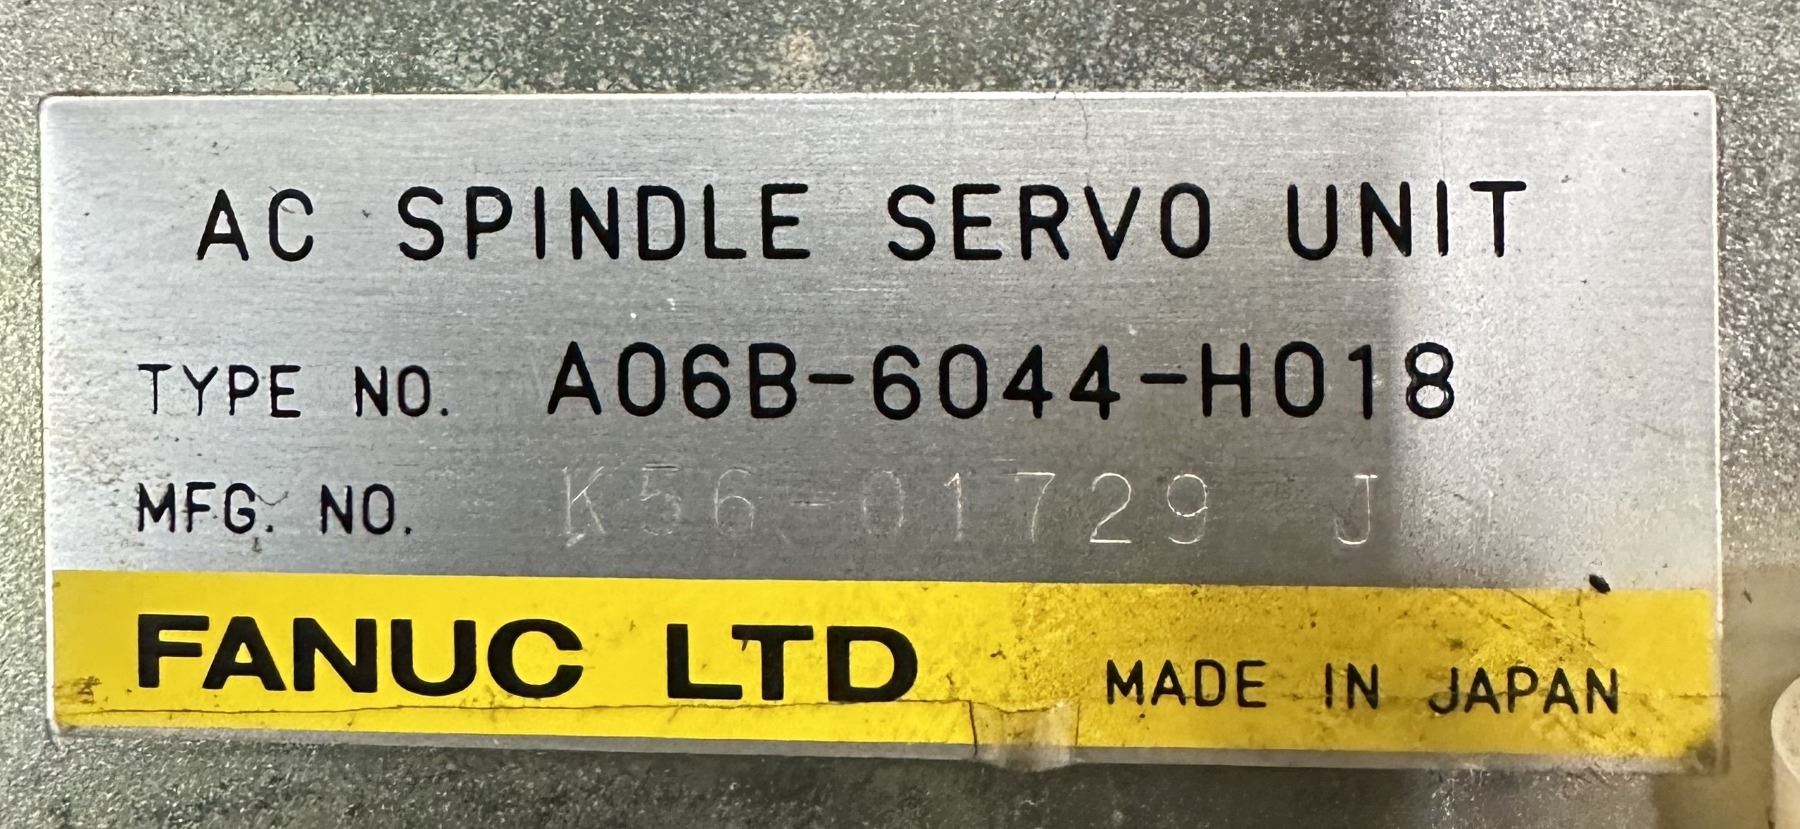 AC SPINDLE SERVO UNIT
TYPE NO. A06B-6044-H018
MFG. NO. K56-01729 J
FANUC LTD MADE IN JAPAN